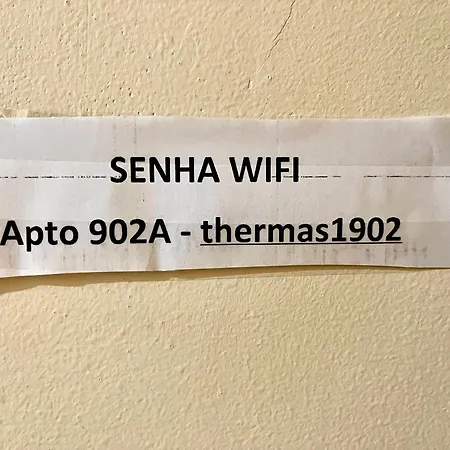 SENHA WIFI
Apto 902A - thermas1902